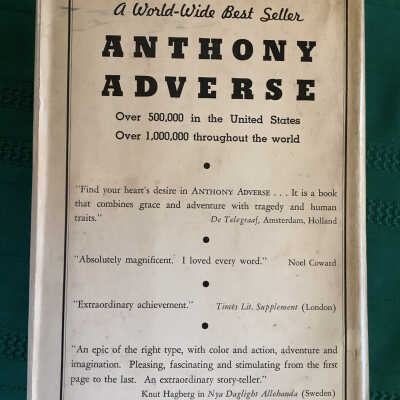 A World-Wide Best Seller
ANTHONY
ADVERSE
Over 500,000 in the United States
Over 1,000,000 throughout the world
"Find your heart's desire in ANTHONY ADVERSE . . . It is a book
that combines grace and adventure with tragedy and human
traits." De Telegraaf, Amsterdam, Holland
"Absolutely magnificent. I loved every word." Noel Coward
"Extraordinary achievement." Times Lit. Supplement (London)
"An epic of the right type, with color and action, adventure and
imagination. Pleasing, fascinating and stimulating from the first
page to the last. An extraordinary story-teller."
Knut Hagberg in Nya Daglight Allehanda (Sweden)